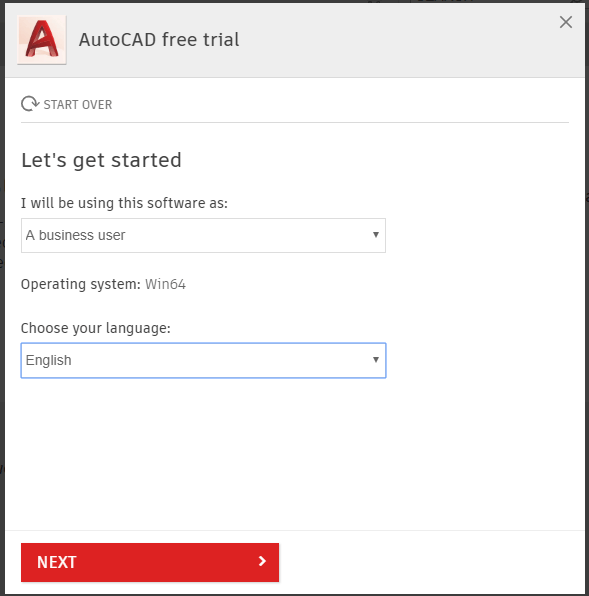 AutoCAD free trial
START OVER
Let's get started
I will be using this software as:
A business user
Operating system: Win64
Choose your language:
English
NEXT